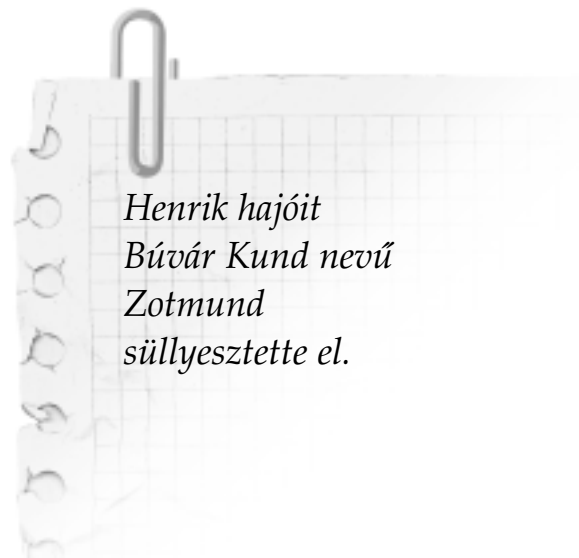 Henrik hajóit
Búvár Kund nevű
Zotmund
süllyesztette el.